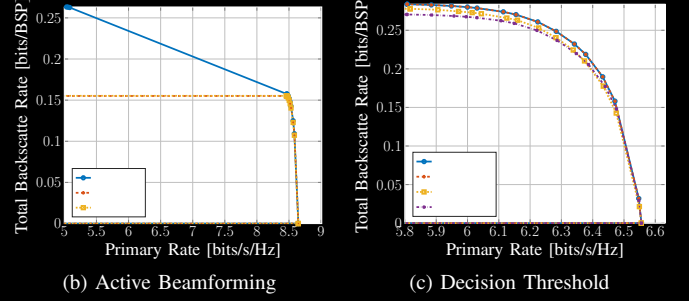 Total Backscatte Rate [bits/BSP]
0.25
0.2
0.15
0.1
0.05
0
5 5.5 6 6.5 7 7.5 8 8.5 9
Primary Rate [bits/s/Hz]
(b) Active Beamforming
Total Backscatte Rate [bits/BSP]
0.25
0.2
0.15
0.1
0.05
0
5.8 5.9 6 6.1 6.2 6.3 6.4 6.5 6.6
Primary Rate [bits/s/Hz]
(c) Decision Threshold